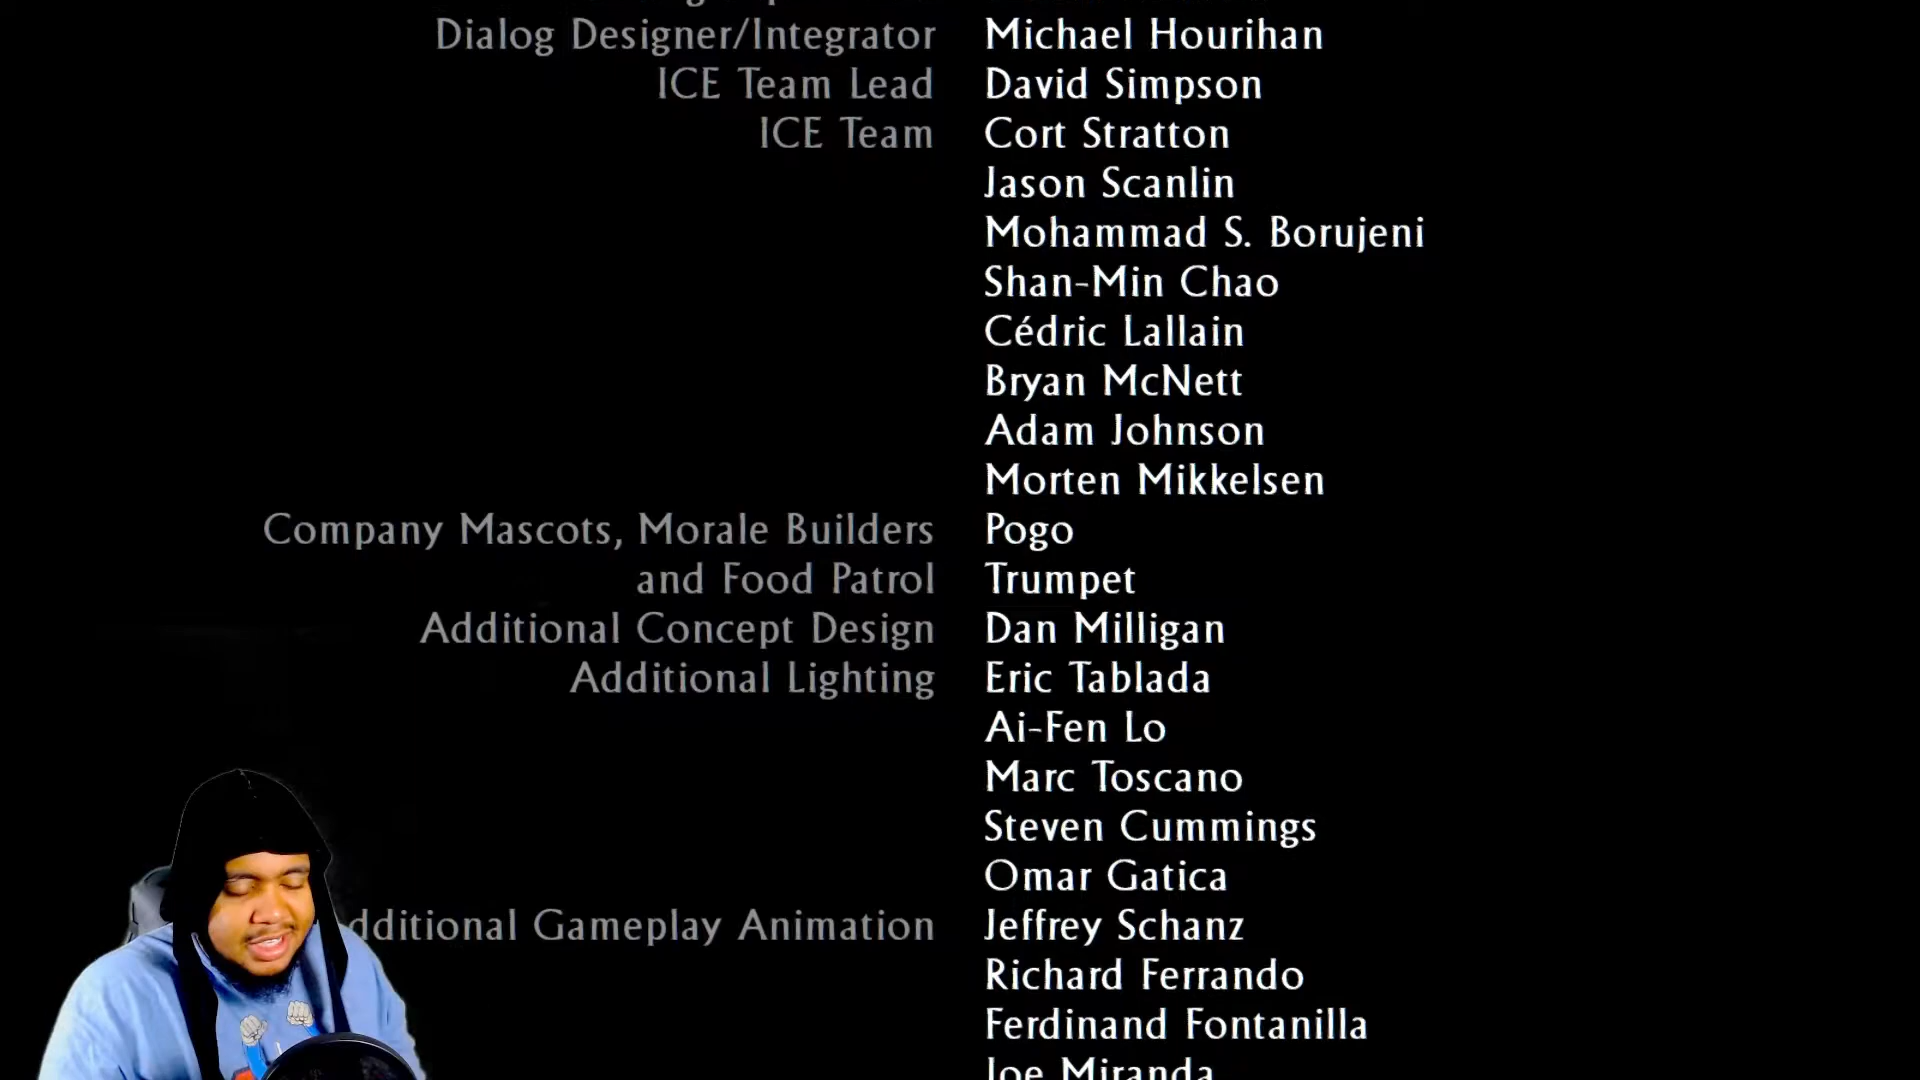 Dialog Designer/Integrator Michael Hourihan
ICE Team Lead David Simpson
ICE Team Cort Stratton
Jason Scanlin
Mohammad S. Borujeni
Shan-Min Chao
Cédric Lallain
Bryan McNett
Adam Johnson
Morten Mikkelsen
Company Mascots, Morale Builders Pogo
and Food Patrol Trumpet
Additional Concept Design Dan Milligan
Additional Lighting Eric Tablada
Ai-Fen Lo
Marc Toscano
Steven Cummings
Omar Gatica
dditional Gameplay Animation Jeffrey Schanz
Richard Ferrando
Ferdinand Fontanilla
Joe Miranda